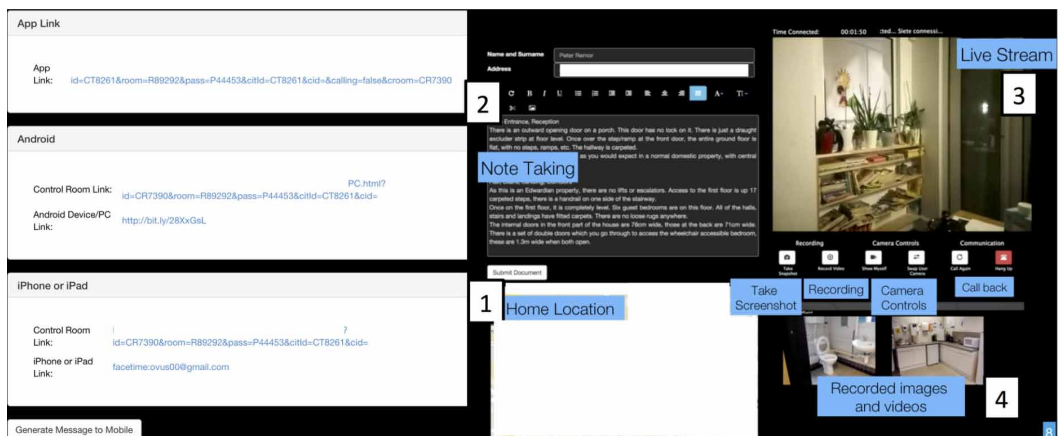 App Link
App
Link:
id=CT8261&room=R89292&pass=P44453&citId=CT8261&cid=&calling=false&croom=CR7390
Android
PC.html?
Control Room Link:
id=CR7390&room=R89292&pass=P44453&citId=CT8261&cid=
Android Device/PC
Link:
http://bit.ly/28XxGsL
iPhone or iPad
Control Room
Link:
?
id=CR7390&room=R89292&pass=P44453&citId=CT8261&cid=
iPhone or iPad
Link:
facetime:ovus00@gmail.com
Generate Message to Mobile
Name and Surname
Peter Remor
Address
2
B I U
A
T
Entrance, Reception
There is an outward opening door on a porch. This door has no lock on it. There is just a draught
excluder strip at floor level. Once over the step/ramp at the front door, the entire ground floor is
flat, with no steps, ramps, etc. The hallway is carpeted.
as you would expect in a normal domestic property, with central
Note Taking
As this is an Edwardian property, there are no lifts or escalators. Access to the first floor is up 17
carpeted steps, there is a handrail on one side of the stairway.
Once on the first floor, it is completely level. Six guest bedrooms are on this floor. All of the halls,
stairs and landings have fitted carpets. There are no loose rugs anywhere.
The internal doors in the front part of the house are 76cm wide, those at the back are 71cm wide.
There is a set of double doors which you go through to access the wheelchair accessible bedroom,
these are 1.3m wide when both open.
Submit Document
1
Home Location
Time Connected: 00:01:50 :ted... Siete connessi...
Live Stream
3
Recording
Camera Controls
Communication
Take
Snapshot
Record Video
Show Myself
Swap User
Camera
Call Again
Hang Up
Take
Screenshot
Recording
Camera
Controls
Call back
Recorded images
and videos
4
8